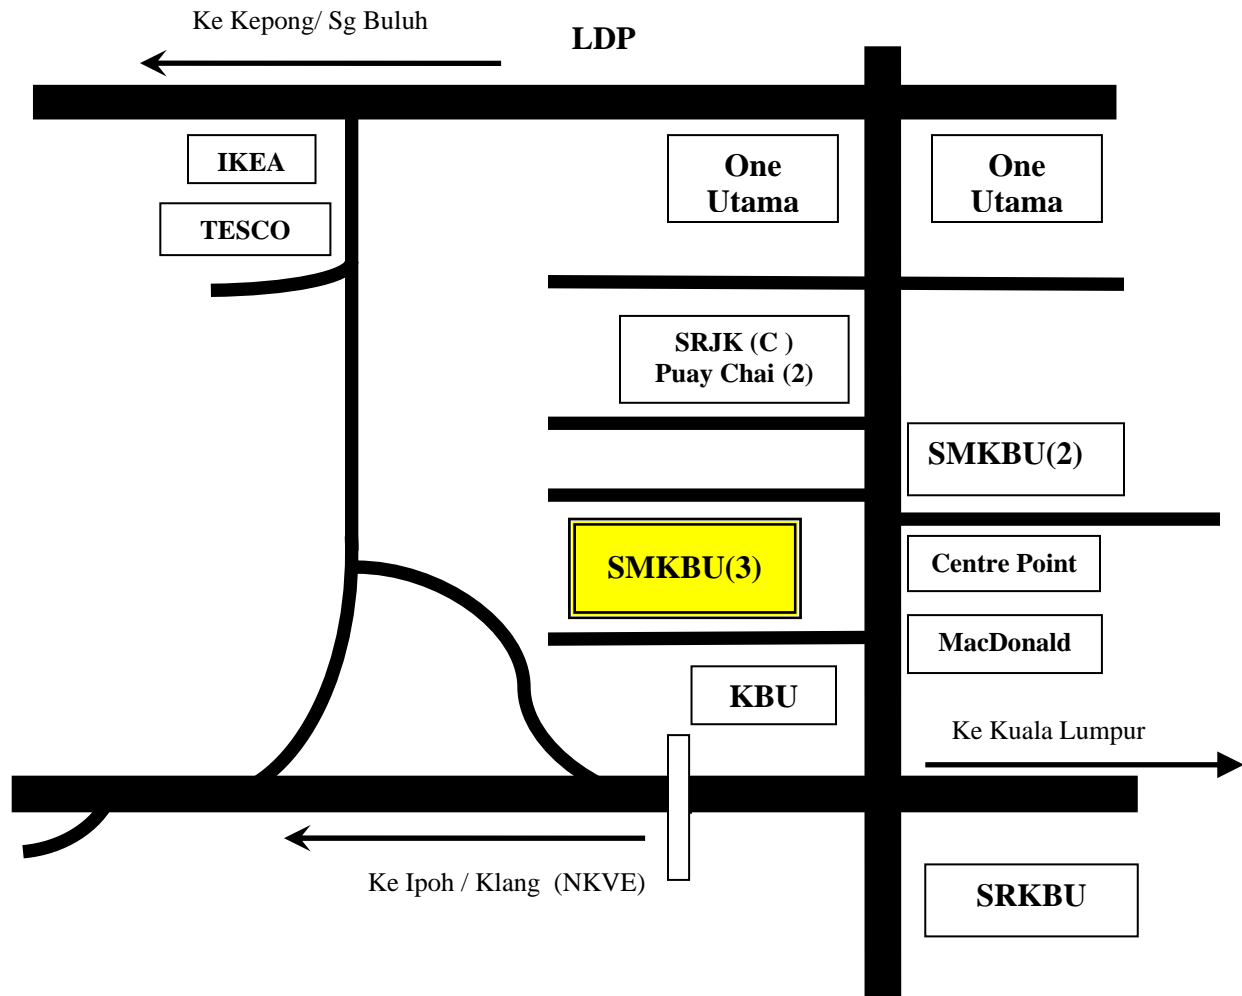 Ke Kepong/ Sg Buluh
LDP
IKEA
One
Utama
One
Utama
TESCO
SRJK (C )
Puay Chai (2)
SMKBU(2)
SMKBU(3)
Centre Point
MacDonald
KBU
Ke Kuala Lumpur
Ke Ipoh / Klang  (NKVE)
SRKBU